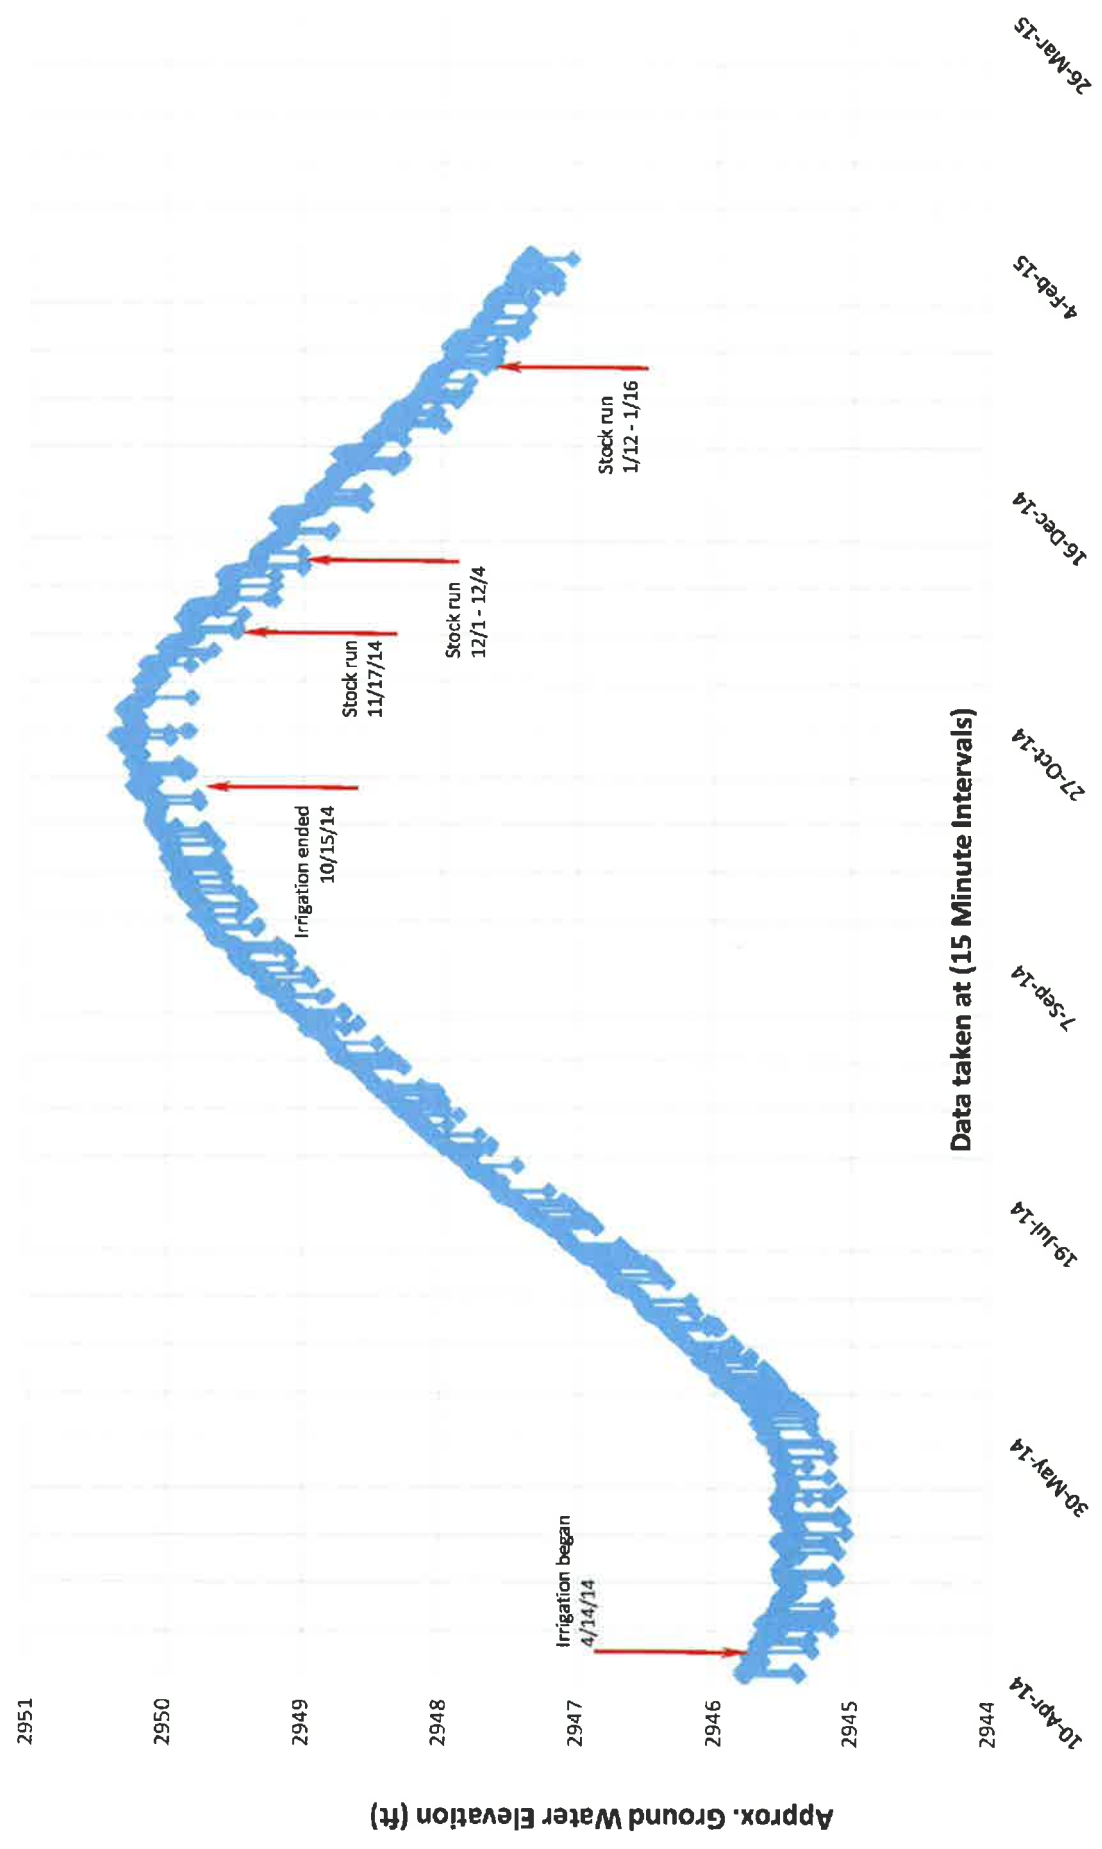 Approx. Ground Water Elevation (ft)
2951
2950
2949
2948
2947
2946
2945
2944
Irrigation began
4/14/14
Irrigation ended
10/15/14
Stock run
11/17/14
Stock run
12/1 - 12/4
Stock run
1/12 - 1/16
10-Apr-14
30-May-14
19-Jul-14
7-Sep-14
27-Oct-14
16-Dec-14
4-Feb-15
26-Mar-15
Data taken at (15 Minute Intervals)